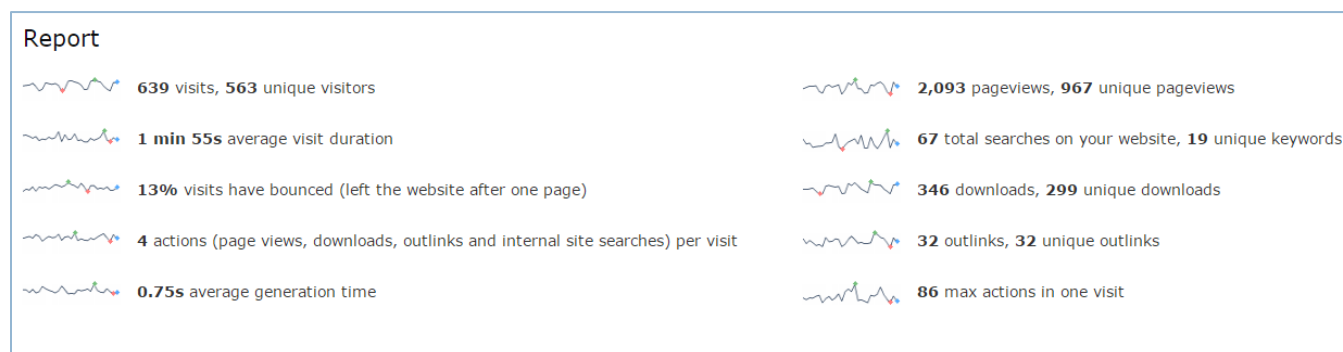 Report
639 visits, 563 unique visitors
1 min 55s average visit duration
13% visits have bounced (left the website after one page)
4 actions (page views, downloads, outlinks and internal site searches) per visit
0.75s average generation time
2,093 pageviews, 967 unique pageviews
67 total searches on your website, 19 unique keywords
346 downloads, 299 unique downloads
32 outlinks, 32 unique outlinks
86 max actions in one visit